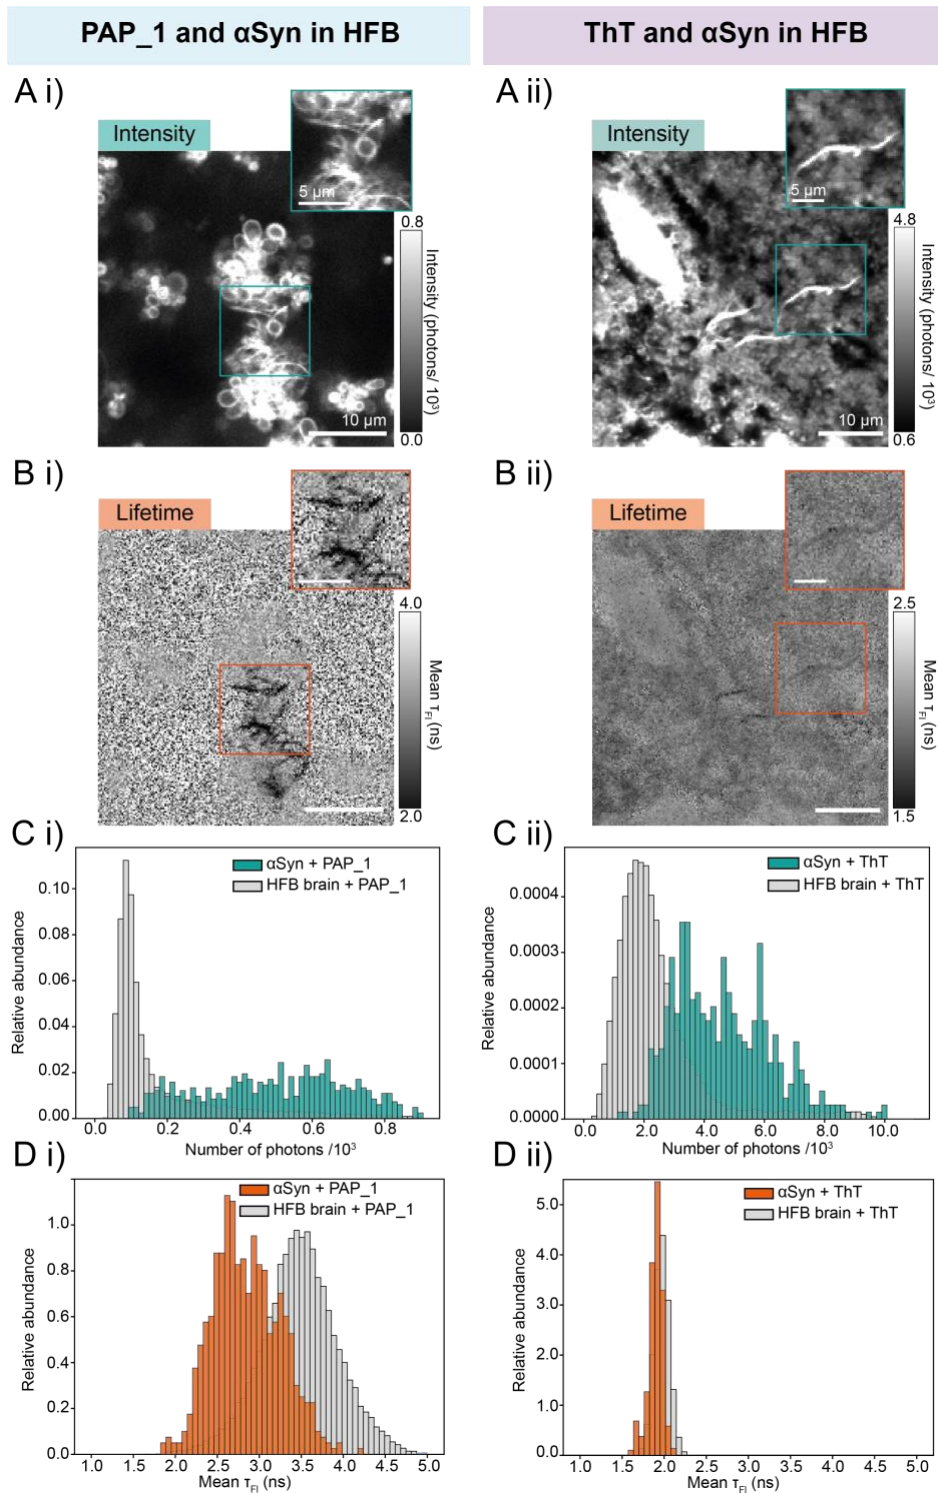 PAP_1 and αSyn in HFB
ThT and αSyn in HFB
A i)
Intensity
5 µm
10 µm
0.8
Intensity (photons/ 10³)
0.0
A ii)
Intensity
5 µm
10 µm
4.8
Intensity (photons/ 10³)
0.6
B i)
Lifetime
4.0
Mean τFl (ns)
2.0
B ii)
Lifetime
2.5
Mean τFl (ns)
1.5
C i)
αSyn + PAP_1
HFB brain + PAP_1
Relative abundance
0.10
0.08
0.06
0.04
0.02
0.00
0.0 0.2 0.4 0.6 0.8
Number of photons /10³
C ii)
αSyn + ThT
HFB brain + ThT
Relative abundance
0.0004
0.0003
0.0002
0.0001
0.0000
0.0 2.0 4.0 6.0 8.0 10.0
Number of photons /10³
D i)
αSyn + PAP_1
HFB brain + PAP_1
Relative abundance
1.0
0.8
0.6
0.4
0.2
0.0
1.0 1.5 2.0 2.5 3.0 3.5 4.0 4.5 5.0
Mean τFl (ns)
D ii)
αSyn + ThT
HFB brain + ThT
Relative abundance
5.0
4.0
3.0
2.0
1.0
0.0
1.0 1.5 2.0 2.5 3.0 3.5 4.0 4.5 5.0
Mean τFl (ns)